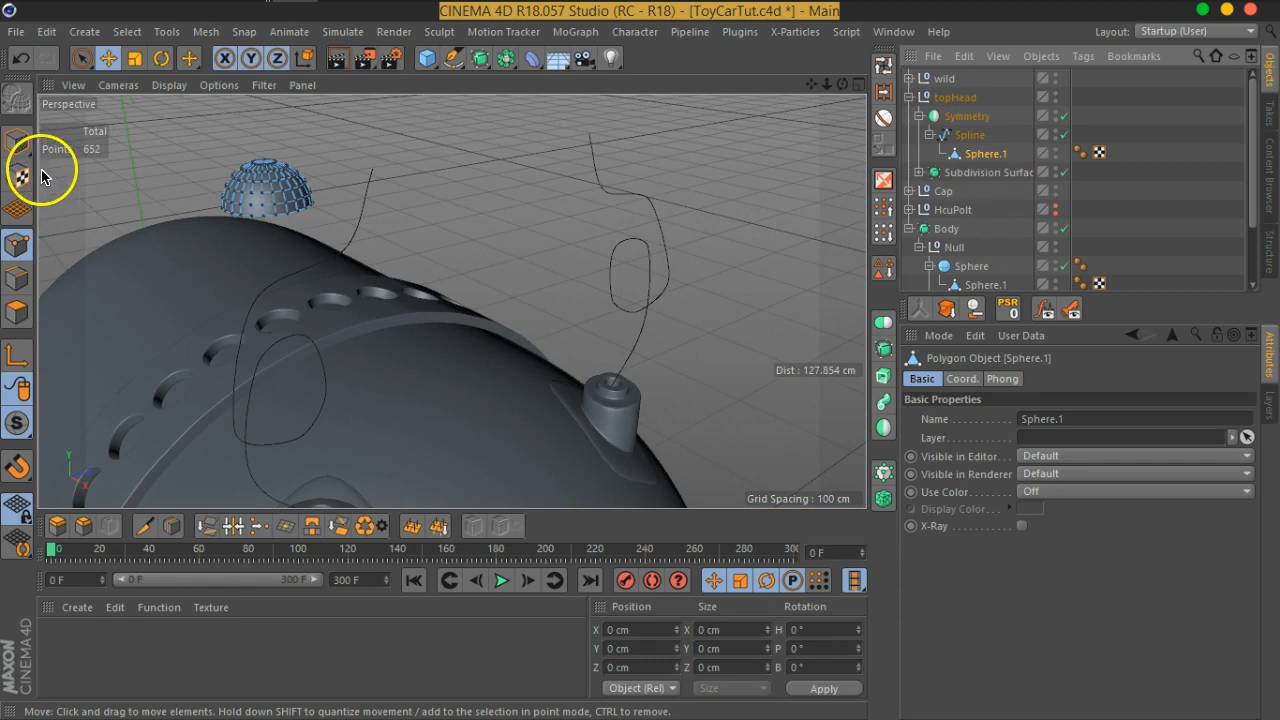 CINEMA 4D R18.057 Studio (RC - R18) - [ToyCarTut.c4d *] - Main
File Edit Create Select Tools Mesh Snap Animate Simulate Render Sculpt Motion Tracker MoGraph Character Pipeline Plugins X-Particles Script Window Layout: Startup (User)
X Y Z
File Edit View Objects Tags Bookmarks
View Cameras Display Options Filter Panel
Perspective
Total
Points 652
wild
topHead
Symmetry
Spline
Sphere.1
Subdivision Surfac
Cap
HcuPolt
Body
Null
Sphere
Sphere.1
Objects
Takes
Content Browser
Structure
PSR
0
Mode Edit User Data
Polygon Object [Sphere.1]
Basic Coord. Phong
Basic Properties
Name Sphere.1
Layer
Visible in Editor Default
Visible in Renderer Default
Use Color Off
Display Color
X-Ray
Attributes
Layers
Dist : 127.854 cm
Grid Spacing : 100 cm
Y
X
S
0 20 40 60 80 100 120 140 160 180 200 220 240 260 280 300 0 F
0 F 0 F 300 F 300 F
P
Create Edit Function Texture
Position Size Rotation
X 0 cm X 0 cm H 0 °
Y 0 cm Y 0 cm P 0 °
Z 0 cm Z 0 cm B 0 °
Object (Rel) Size Apply
MAXON
CINEMA 4D
Move: Click and drag to move elements. Hold down SHIFT to quantize movement / add to the selection in point mode, CTRL to remove.